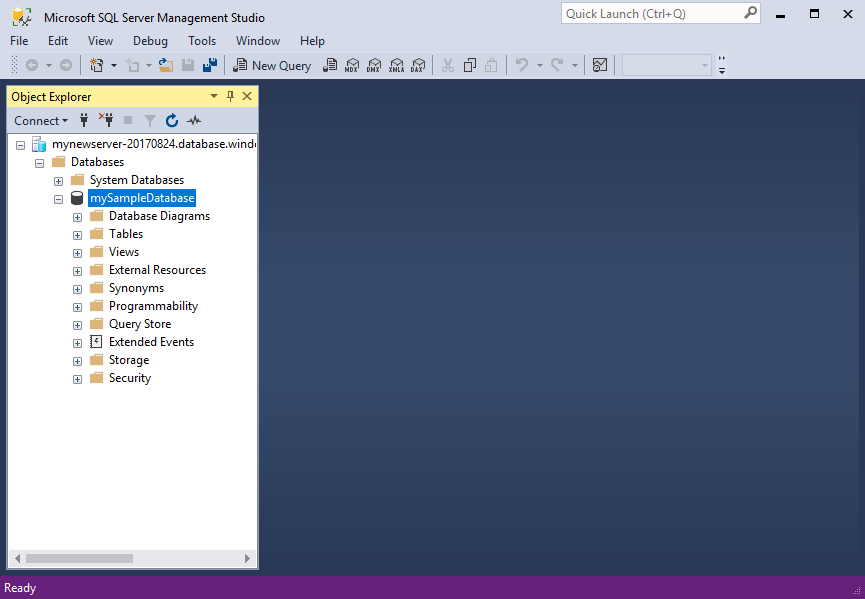 Microsoft SQL Server Management Studio
Quick Launch (Ctrl+Q)
File Edit View Debug Tools Window Help
New Query MDX DMX XMLA DAX
Object Explorer
Connect
mynewserver-20170824.database.wind
Databases
System Databases
mySampleDatabase
Database Diagrams
Tables
Views
External Resources
Synonyms
Programmability
Query Store
Extended Events
Storage
Security
Ready